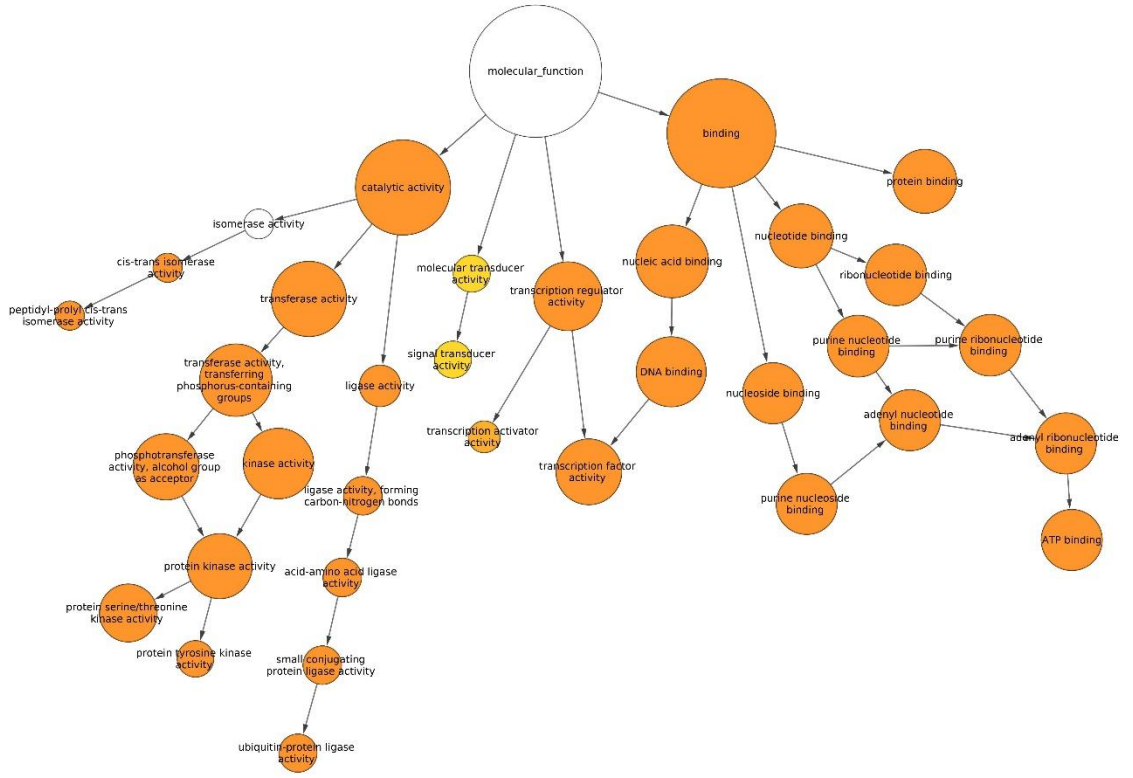 molecular_function
binding
catalytic activity
protein binding
isomerase activity
nucleotide binding
cis-trans isomerase
activity
molecular transducer
activity
nucleic acid binding
ribonucleotide binding
transferase activity
transcription regulator
activity
peptidyl-prolyl cis-trans
isomerase activity
purine nucleotide
binding
purine ribonucleotide
binding
signal transducer
activity
transferase activity,
transferring
phosphorus-containing
groups
DNA binding
ligase activity
nucleoside binding
adenyl nucleotide
binding
transcription activator
activity
adenyl ribonucleotide
binding
phosphotransferase
activity, alcohol group
as acceptor
kinase activity
transcription factor
activity
ligase activity, forming
carbon-nitrogen bonds
purine nucleoside
binding
ATP binding
protein kinase activity
acid-amino acid ligase
activity
protein serine/threonine
kinase activity
protein tyrosine kinase
activity
small conjugating
protein ligase activity
ubiquitin-protein ligase
activity